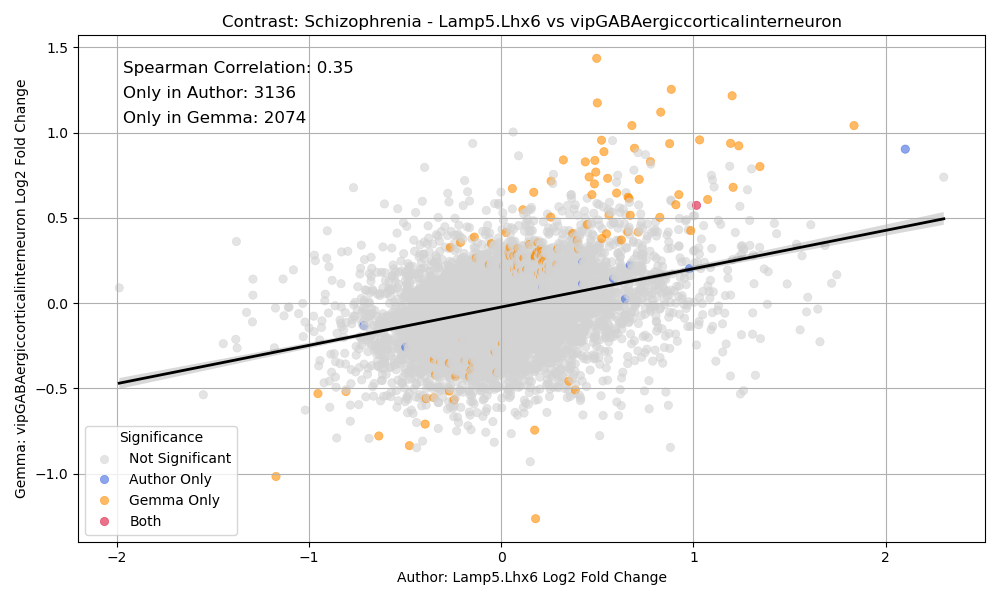 Contrast: Schizophrenia - Lamp5.Lhx6 vs vipGABAergiccorticalinterneuron
Spearman Correlation: 0.35
Only in Author: 3136
Only in Gemma: 2074
1.5
1.0
0.5
0.0
−0.5
−1.0
Gemma: vipGABAergiccorticalinterneuron Log2 Fold Change
Significance
Not Significant
Author Only
Gemma Only
Both
−2
−1
0
1
2
Author: Lamp5.Lhx6 Log2 Fold Change